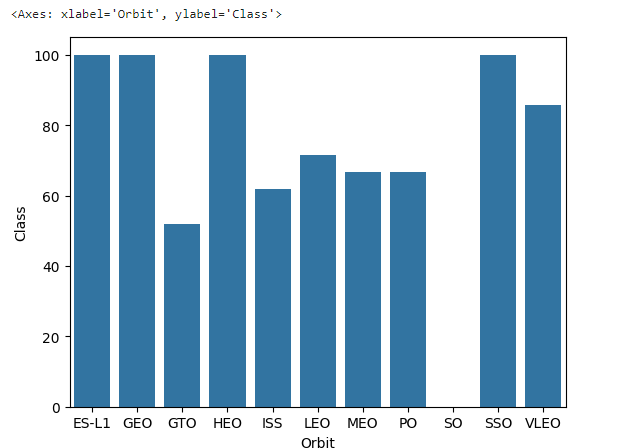 <Axes: xlabel='Orbit', ylabel='Class'>
100
80
60
40
20
0
Class
ES-L1 GEO GTO HEO ISS LEO MEO PO SO SSO VLEO
Orbit